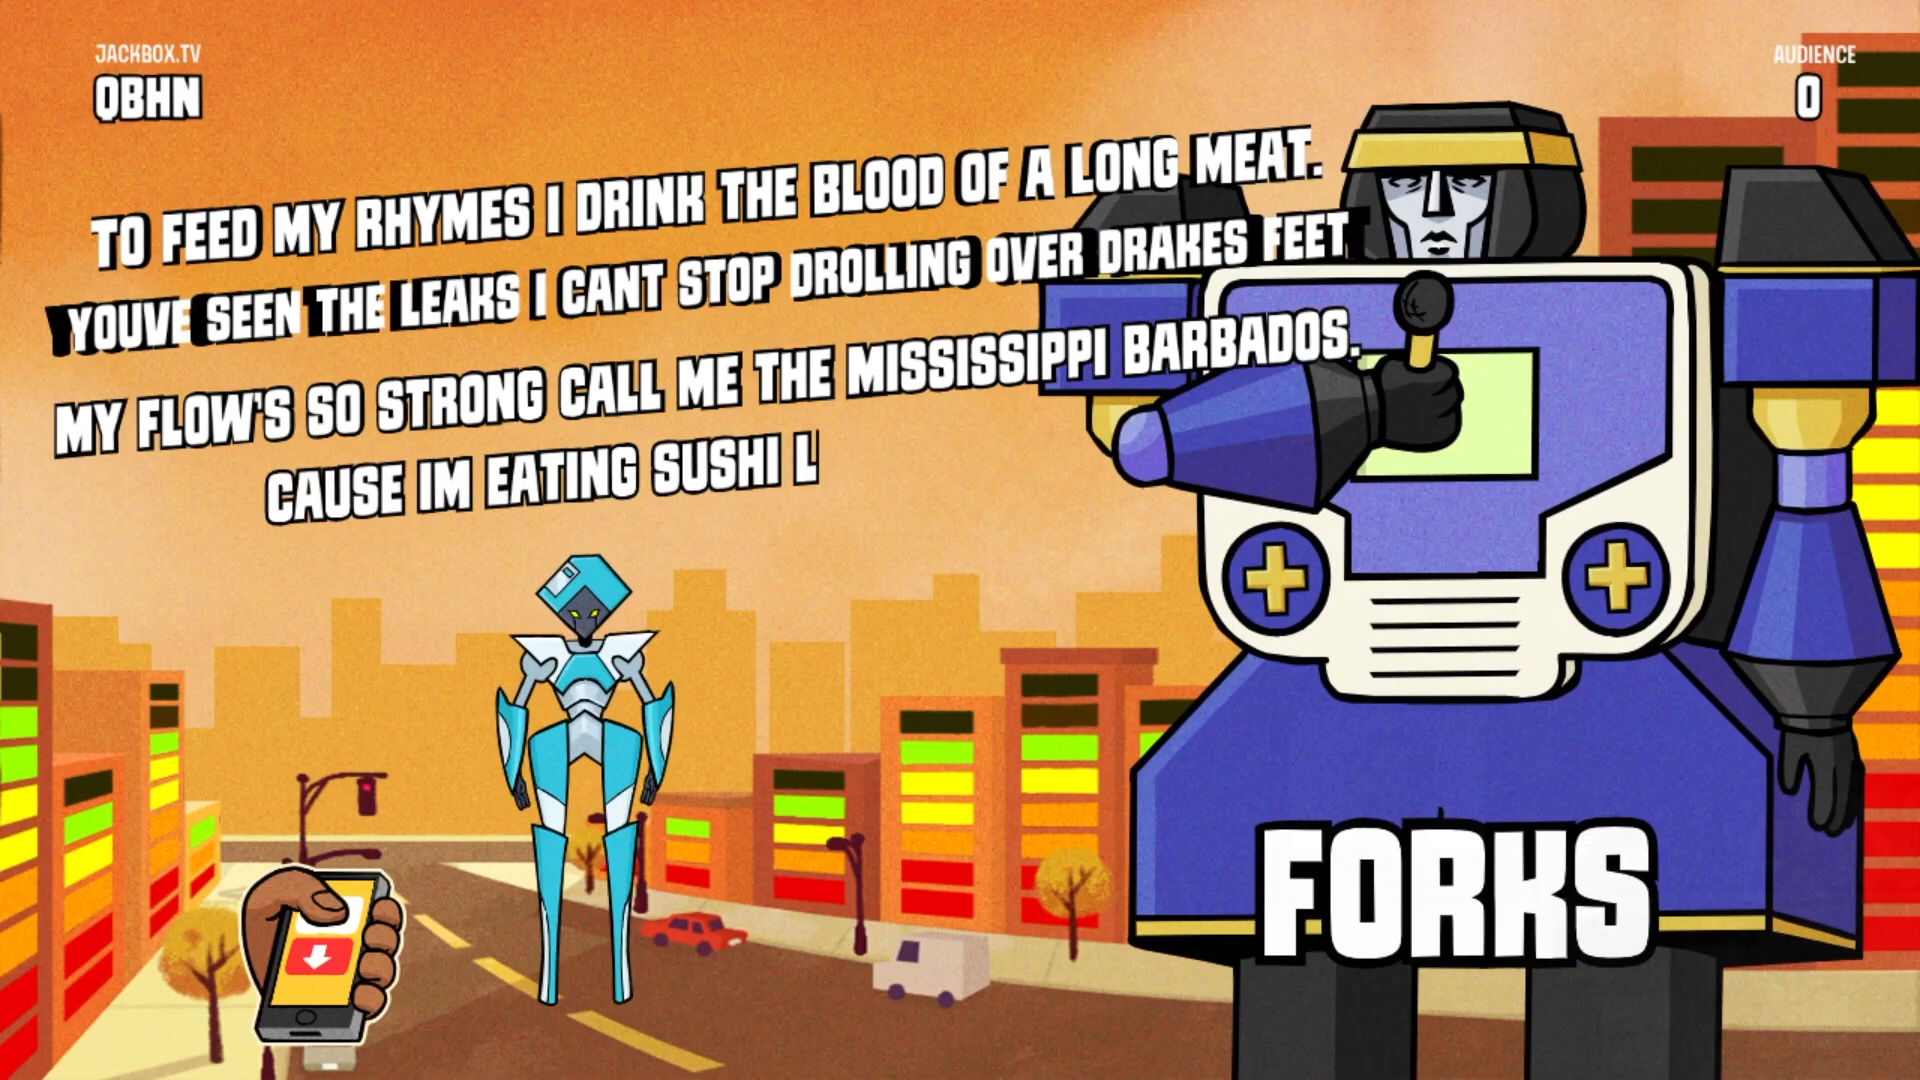 JACKBOX.TV
QBHN
AUDIENCE
0
TO FEED MY RHYMES I DRINK THE BLOOD OF A LONG MEAT.
YOUVE SEEN THE LEAKS I CANT STOP DROLLING OVER DRAKES FEET
MY FLOW'S SO STRONG CALL ME THE MISSISSIPPI BARBADOS.
CAUSE IM EATING SUSHI L
FORKS